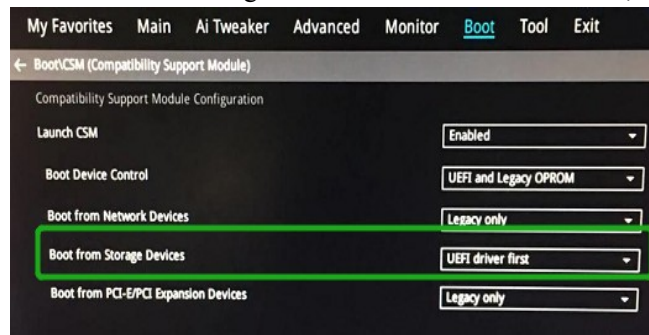 My Favorites Main Ai Tweaker Advanced Monitor Boot Tool Exit
← Boot\CSM (Compatibility Support Module)
Compatibility Support Module Configuration
Launch CSM Enabled
Boot Device Control UEFI and Legacy OPROM
Boot from Network Devices Legacy only
Boot from Storage Devices UEFI driver first
Boot from PCI-E/PCI Expansion Devices Legacy only